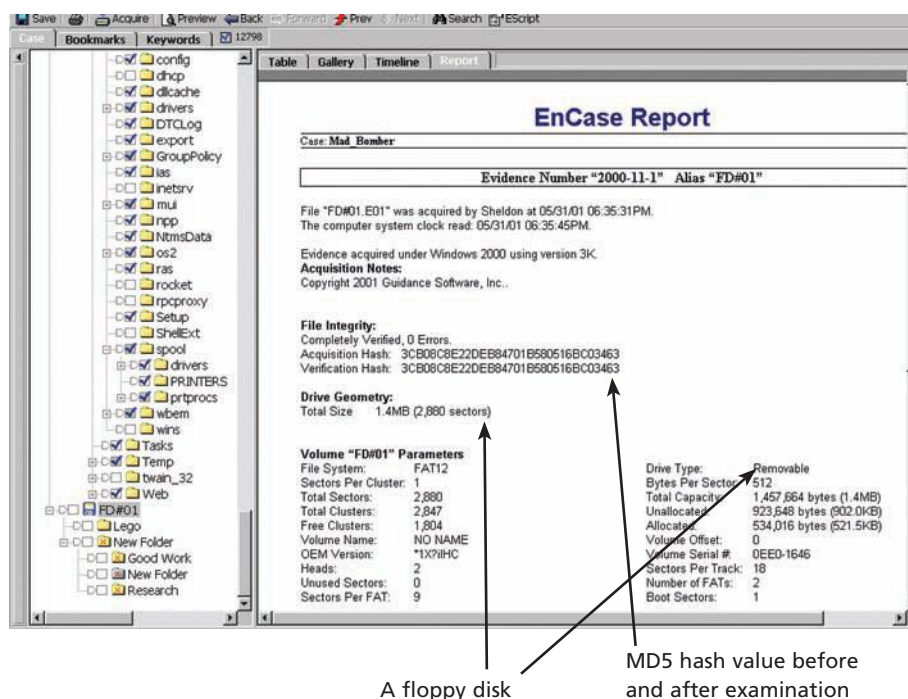 Save Acquire Preview Back Forward Prev Next Search EScript
Case Bookmarks Keywords 12798
config
dhcp
dllcache
drivers
DTCLog
export
GroupPolicy
ias
inetsrv
mui
npp
NtmsData
os2
ras
rocket
rpcproxy
Setup
ShellExt
spool
drivers
PRINTERS
prtprocs
wbem
wins
Tasks
Temp
twain_32
Web
FD#01
Lego
New Folder
Good Work
New Folder
Research
Table Gallery Timeline Report
EnCase Report
Case: Mad_Bomber
Evidence Number "2000-11-1" Alias "FD#01"
File "FD#01.E01" was acquired by Sheldon at 05/31/01 06:35:31PM.
The computer system clock read: 05/31/01 06:35:45PM.
Evidence acquired under Windows 2000 using version 3K.
Acquisition Notes:
Copyright 2001 Guidance Software, Inc..
File Integrity:
Completely Verified, 0 Errors.
Acquisition Hash: 3CB08C8E22DEB84701B580516BC03463
Verification Hash: 3CB08C8E22DEB84701B580516BC03463
Drive Geometry:
Total Size 1.4MB (2,880 sectors)
Volume "FD#01" Parameters
File System: FAT12 Drive Type: Removable
Sectors Per Cluster: 1 Bytes Per Sector: 512
Total Sectors: 2,880 Total Capacity: 1,457,664 bytes (1.4MB)
Total Clusters: 2,847 Unallocated: 923,648 bytes (902.0KB)
Free Clusters: 1,804 Allocated: 534,016 bytes (521.5KB)
Volume Name: NO NAME Volume Offset: 0
OEM Version: Volume Serial #: 0EE0-1646
Heads: 2 Sectors Per Track: 18
Unused Sectors: 0 Number of FATs: 2
Sectors Per FAT: 9 Boot Sectors: 1
A floppy disk
MD5 hash value before
and after examination